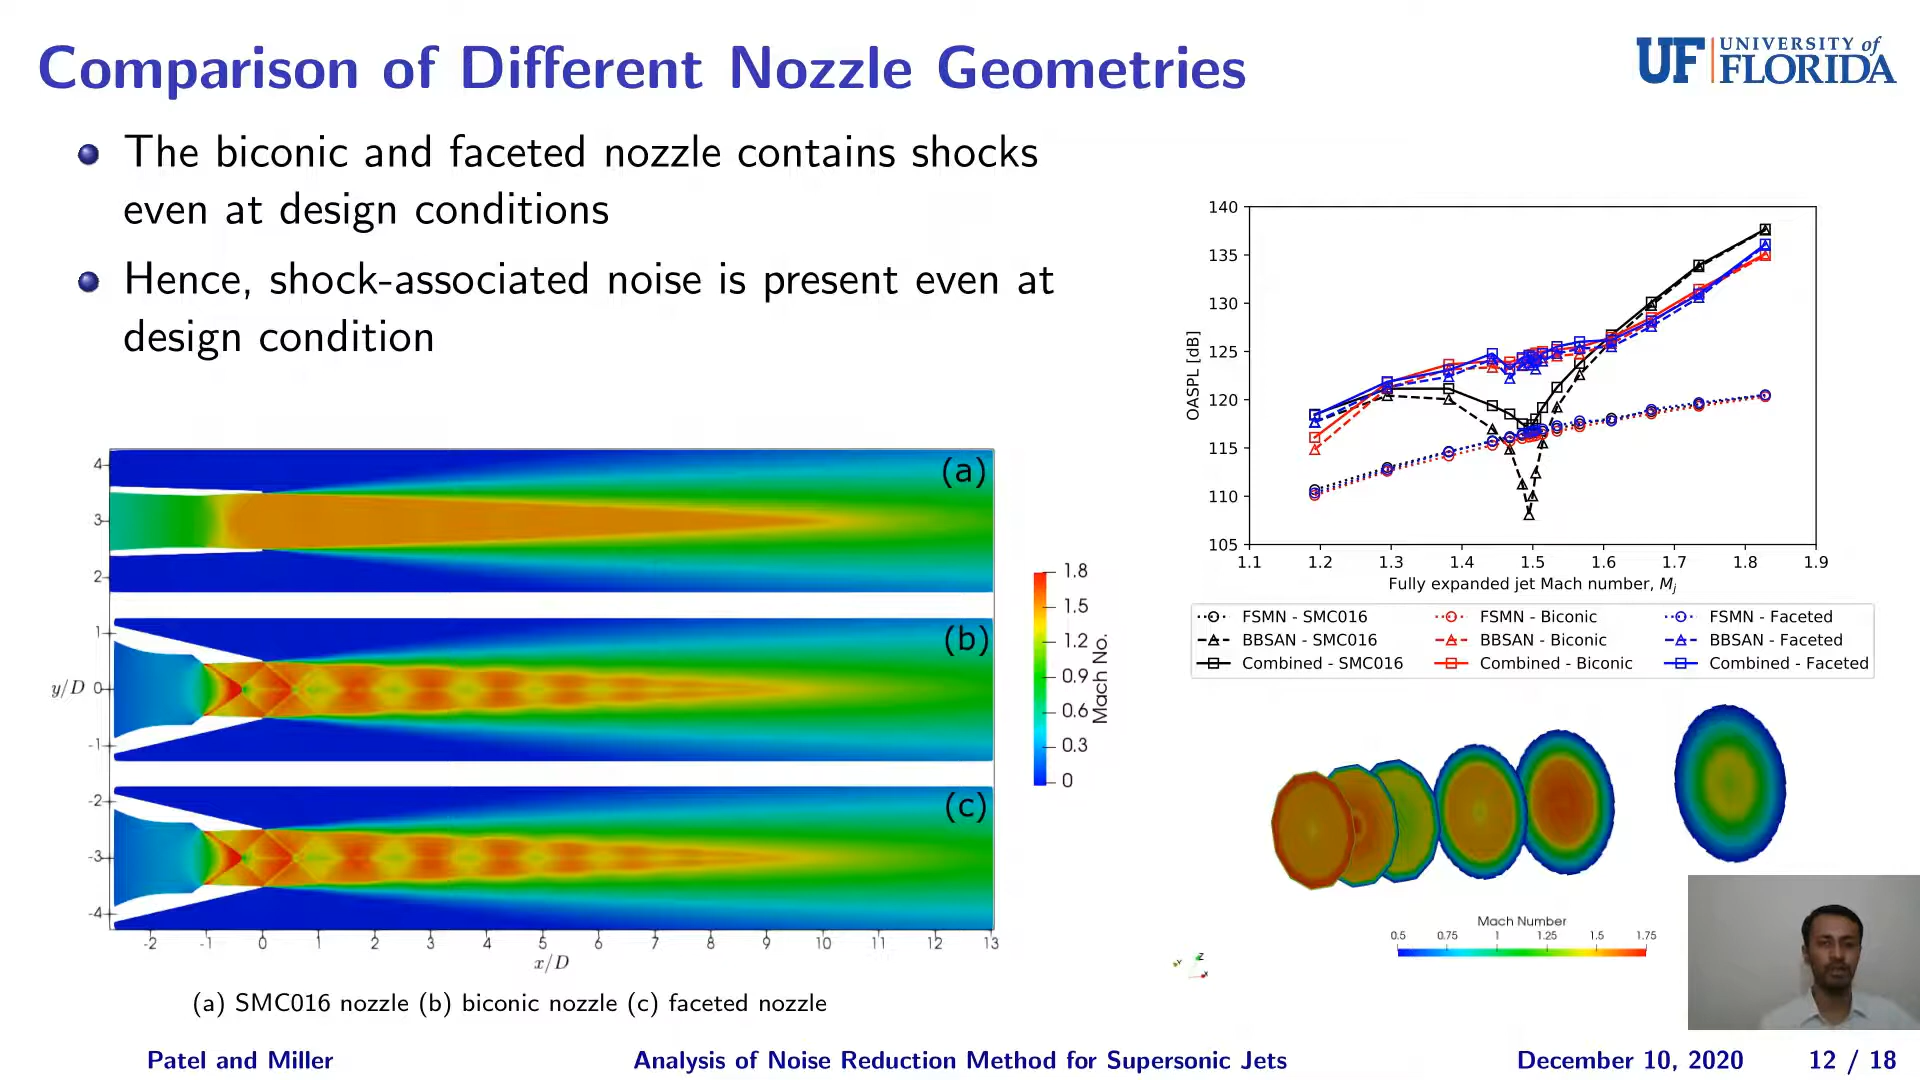 Comparison of Different Nozzle Geometries
UF UNIVERSITY of
FLORIDA
The biconic and faceted nozzle contains shocks
even at design conditions
Hence, shock-associated noise is present even at
design condition
140
135
130
125
120
115
110
105
OASPL [dB]
1.1 1.2 1.3 1.4 1.5 1.6 1.7 1.8 1.9
Fully expanded jet Mach number, Mj
FSMN - SMC016 FSMN - Biconic FSMN - Faceted
BBSAN - SMC016 BBSAN - Biconic BBSAN - Faceted
Combined - SMC016 Combined - Biconic Combined - Faceted
(a)
4
3
2
(b)
1
y/D 0
-1
(c)
-2
-3
-4
-2 -1 0 1 2 3 4 5 6 7 8 9 10 11 12 13
x/D
1.8
1.5
1.2
0.9
0.6
0.3
0
Mach No.
(a) SMC016 nozzle (b) biconic nozzle (c) faceted nozzle
Mach Number
0.5 0.75 1 1.25 1.5 1.75
Y Z X
Patel and Miller Analysis of Noise Reduction Method for Supersonic Jets December 10, 2020 12 / 18